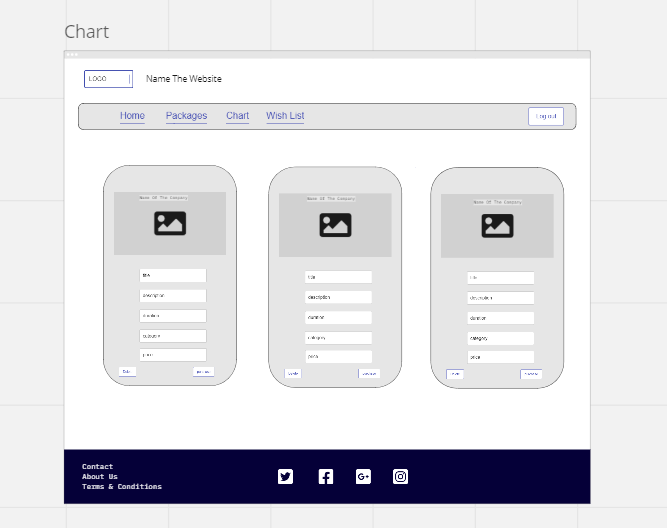 Chart
LOGO
Name The Website
Home Packages Chart Wish List Log out
Name Of The Company
title
description
duration
category
price
Name Of The Company
title
description
duration
category
price
Name Of The Company
title
description
duration
category
price
Contact
About Us
Terms & Conditions